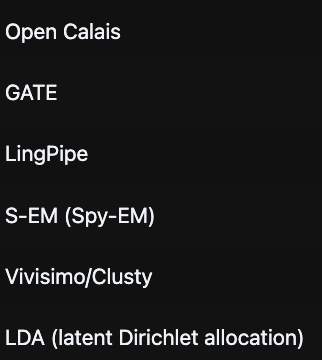 Open Calais
GATE
LingPipe
S-EM (Spy-EM)
Vivisimo/Clusty
LDA (latent Dirichlet allocation)